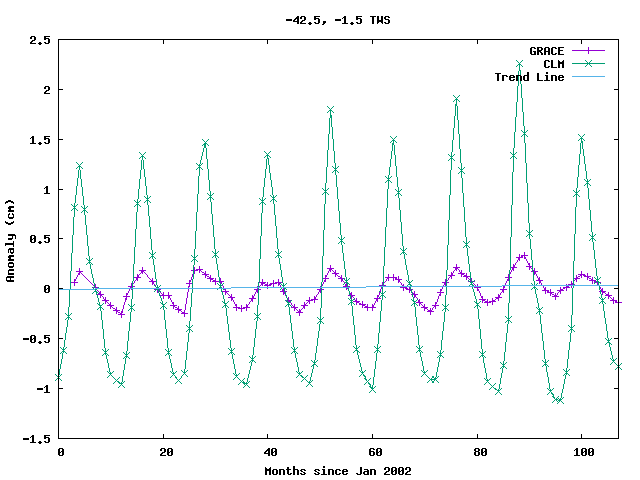 -42.5, -1.5 TWS
GRACE
CLM
Trend Line
2.5
2
1.5
1
0.5
0
-0.5
-1
-1.5
Anomaly (cm)
0 20 40 60 80 100
Months since Jan 2002